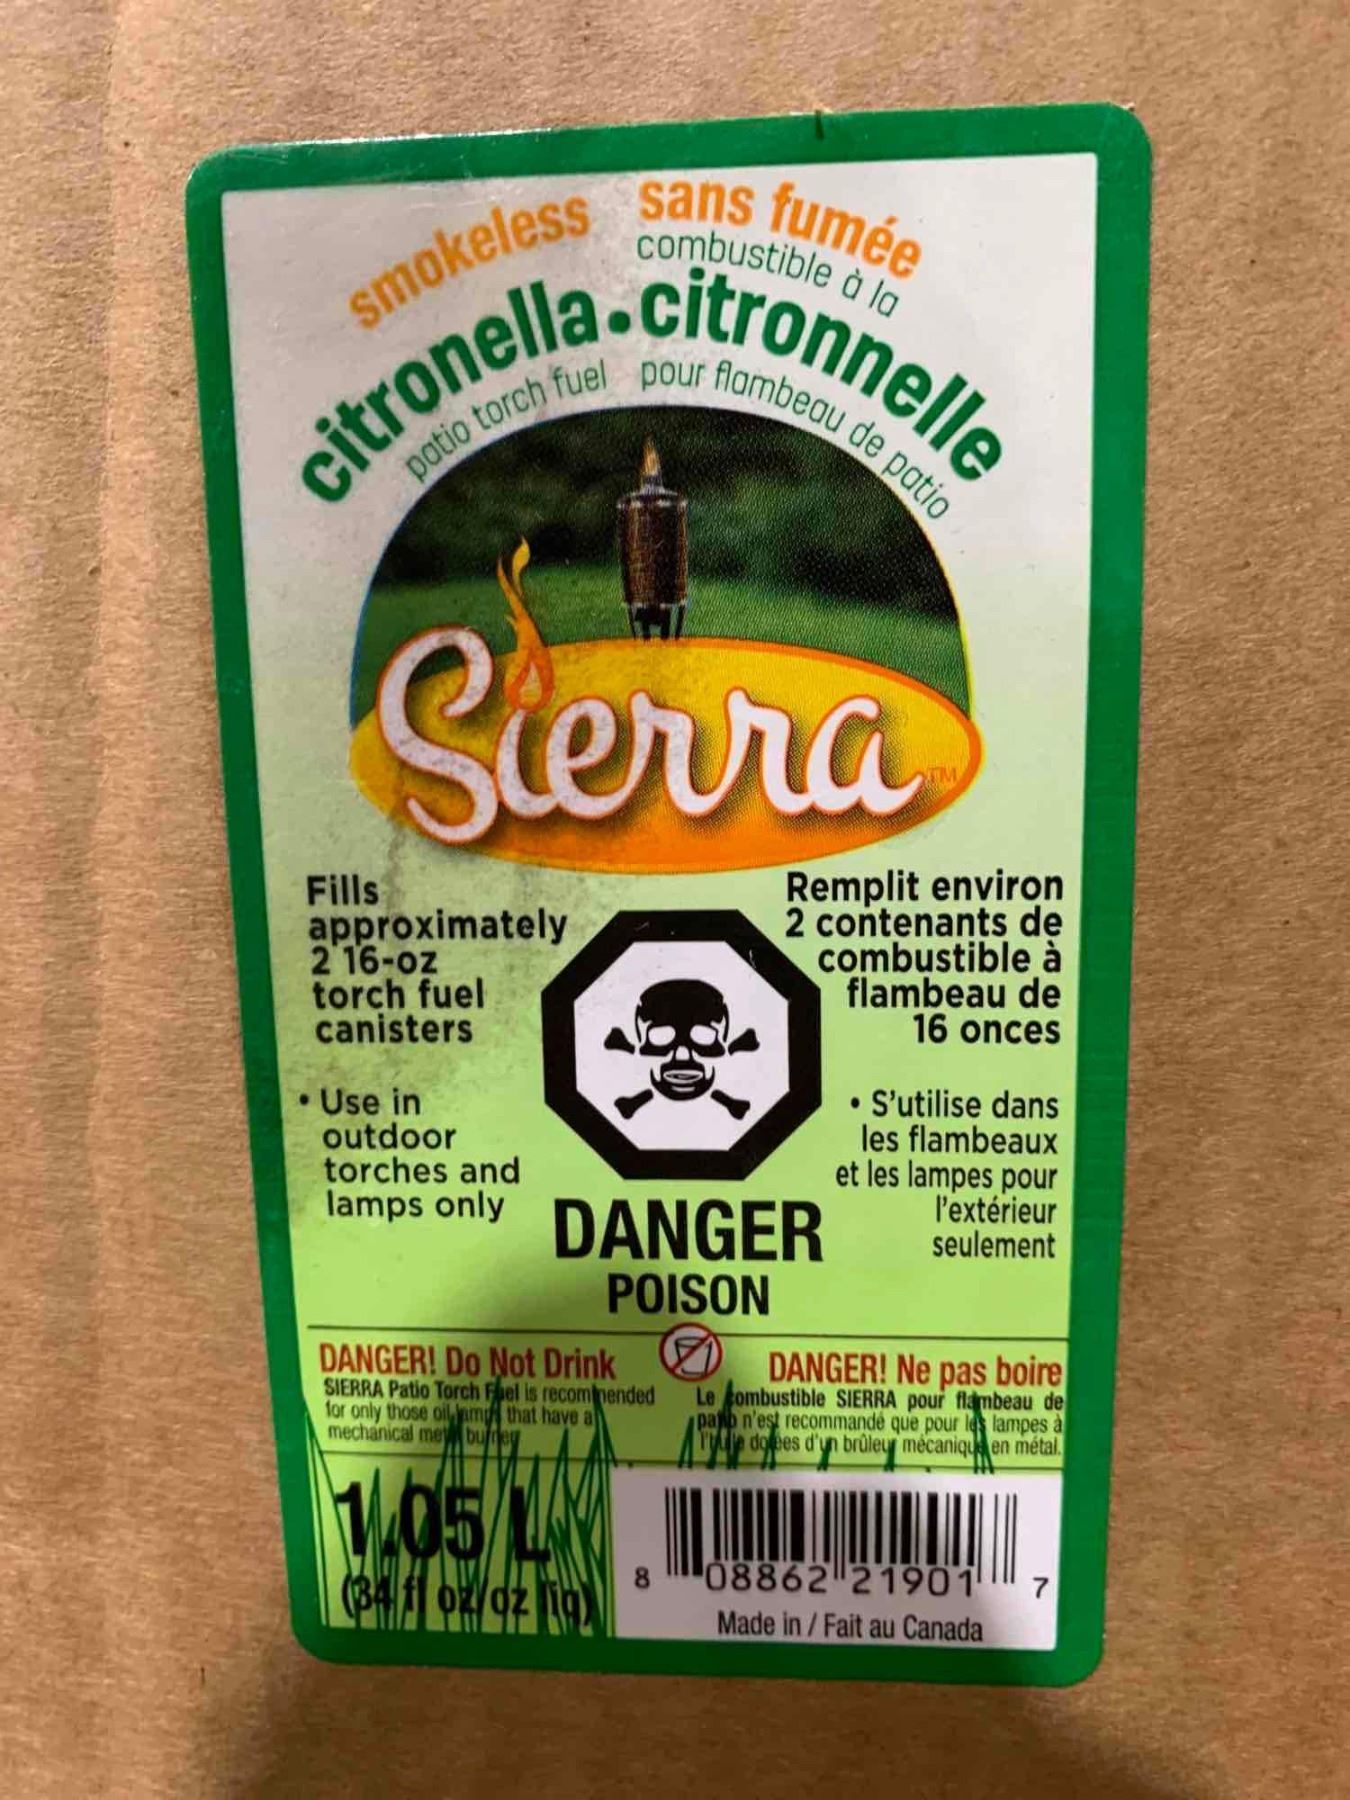 smokeless
citronella
patio torch fuel
sans fumée
combustible à la
citronnelle
pour flambeau de patio
Sierra
TM
Fills
approximately
2 16-oz
torch fuel
canisters
• Use in
outdoor
torches and
lamps only
Remplit environ
2 contenants de
combustible à
flambeau de
16 onces
• S'utilise dans
les flambeaux
et les lampes pour
l'extérieur
seulement
DANGER
POISON
DANGER! Do Not Drink
SIERRA Patio Torch Fuel is recommended
for only those oil lamps that have a
mechanical metal burner
DANGER! Ne pas boire
Le combustible SIERRA pour flambeau de
patio n'est recommandé que pour les lampes à
l'huile dotées d'un brûleur mécanique en métal.
1.05 L
(34 fl oz/oz liq)
8 08862 21901 7
Made in / Fait au Canada